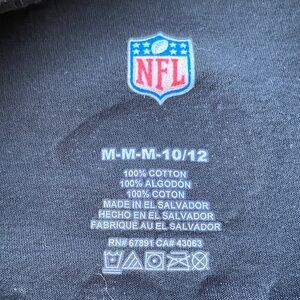 NFL
M-M-M-10/12
100% COTTON
100% ALGODÓN
100% COTON
MADE IN EL SALVADOR
HECHO EN EL SALVADOR
FABRIQUÉ AU EL SALVADOR
RN# 67891 CA# 43063